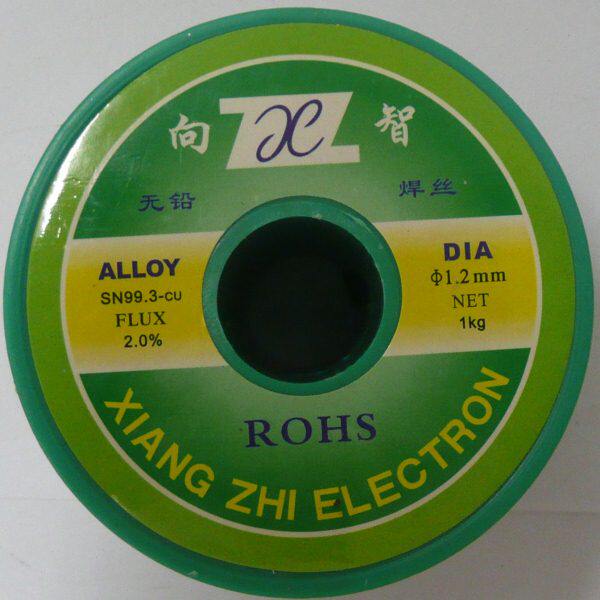 向 ZX 智
无铅 焊丝
ALLOY
SN99.3-CU
FLUX
2.0%
DIA
Φ1.2mm
NET
1kg
ROHS
XIANG ZHI ELECTRON